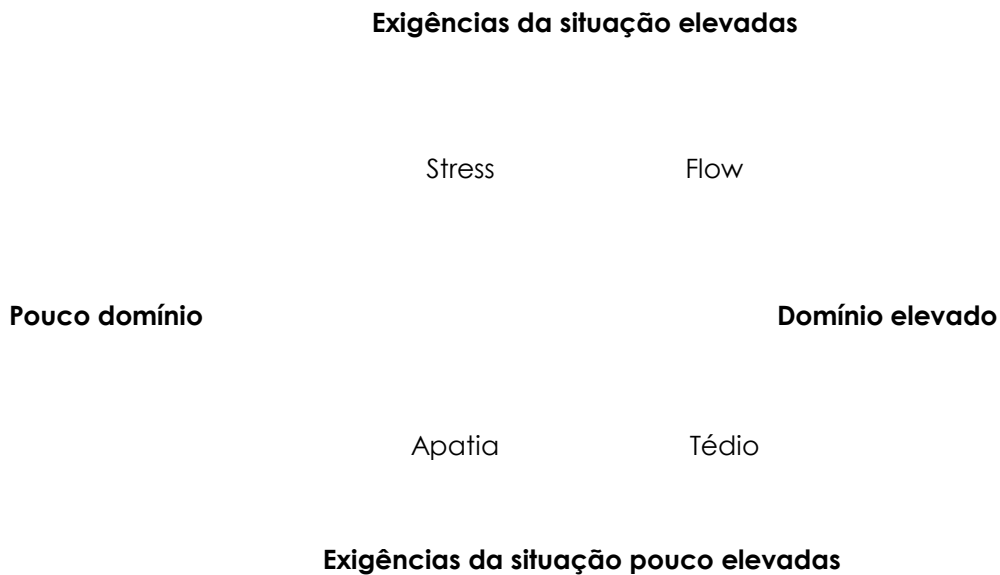 Exigências da situação elevadas
Stress Flow
Pouco domínio Domínio elevado
Apatia Tédio
Exigências da situação pouco elevadas